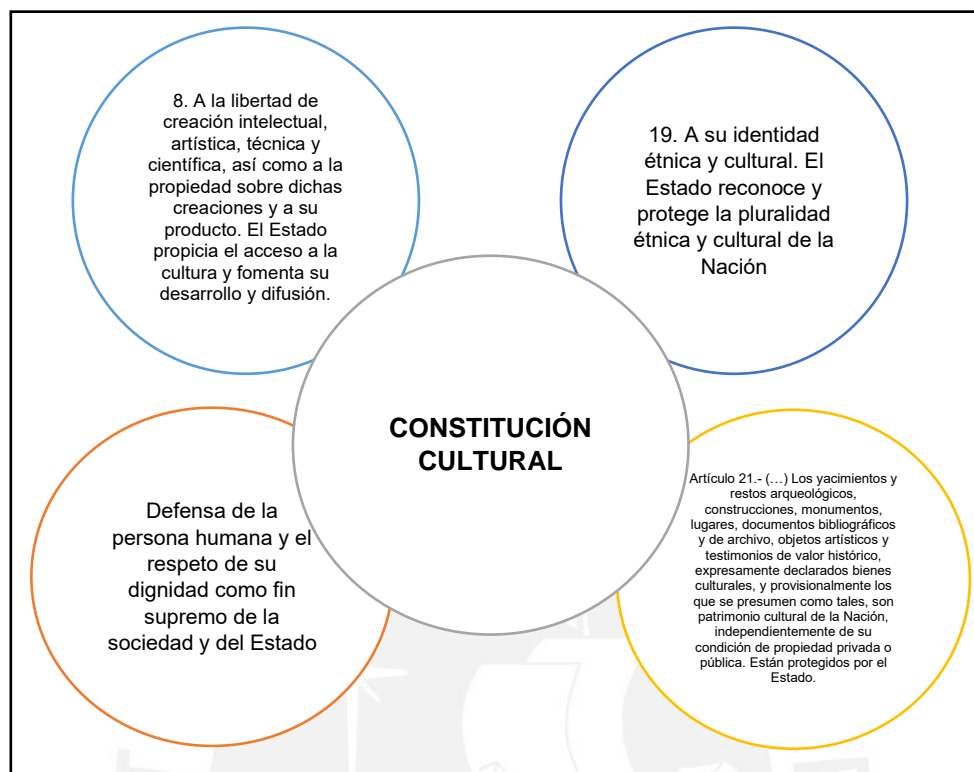 8. A la libertad de
creación intelectual,
artística, técnica y
científica, así como a la
propiedad sobre dichas
creaciones y a su
producto. El Estado
propicia el acceso a la
cultura y fomenta su
desarrollo y difusión.
19. A su identidad
étnica y cultural. El
Estado reconoce y
protege la pluralidad
étnica y cultural de la
Nación
CONSTITUCIÓN
CULTURAL
Defensa de la
persona humana y el
respeto de su
dignidad como fin
supremo de la
sociedad y del Estado
Artículo 21.- (…) Los yacimientos y
restos arqueológicos,
construcciones, monumentos,
lugares, documentos bibliográficos
y de archivo, objetos artísticos y
testimonios de valor histórico,
expresamente declarados bienes
culturales, y provisionalmente los
que se presumen como tales, son
patrimonio cultural de la Nación,
independientemente de su
condición de propiedad privada o
pública. Están protegidos por el
Estado.